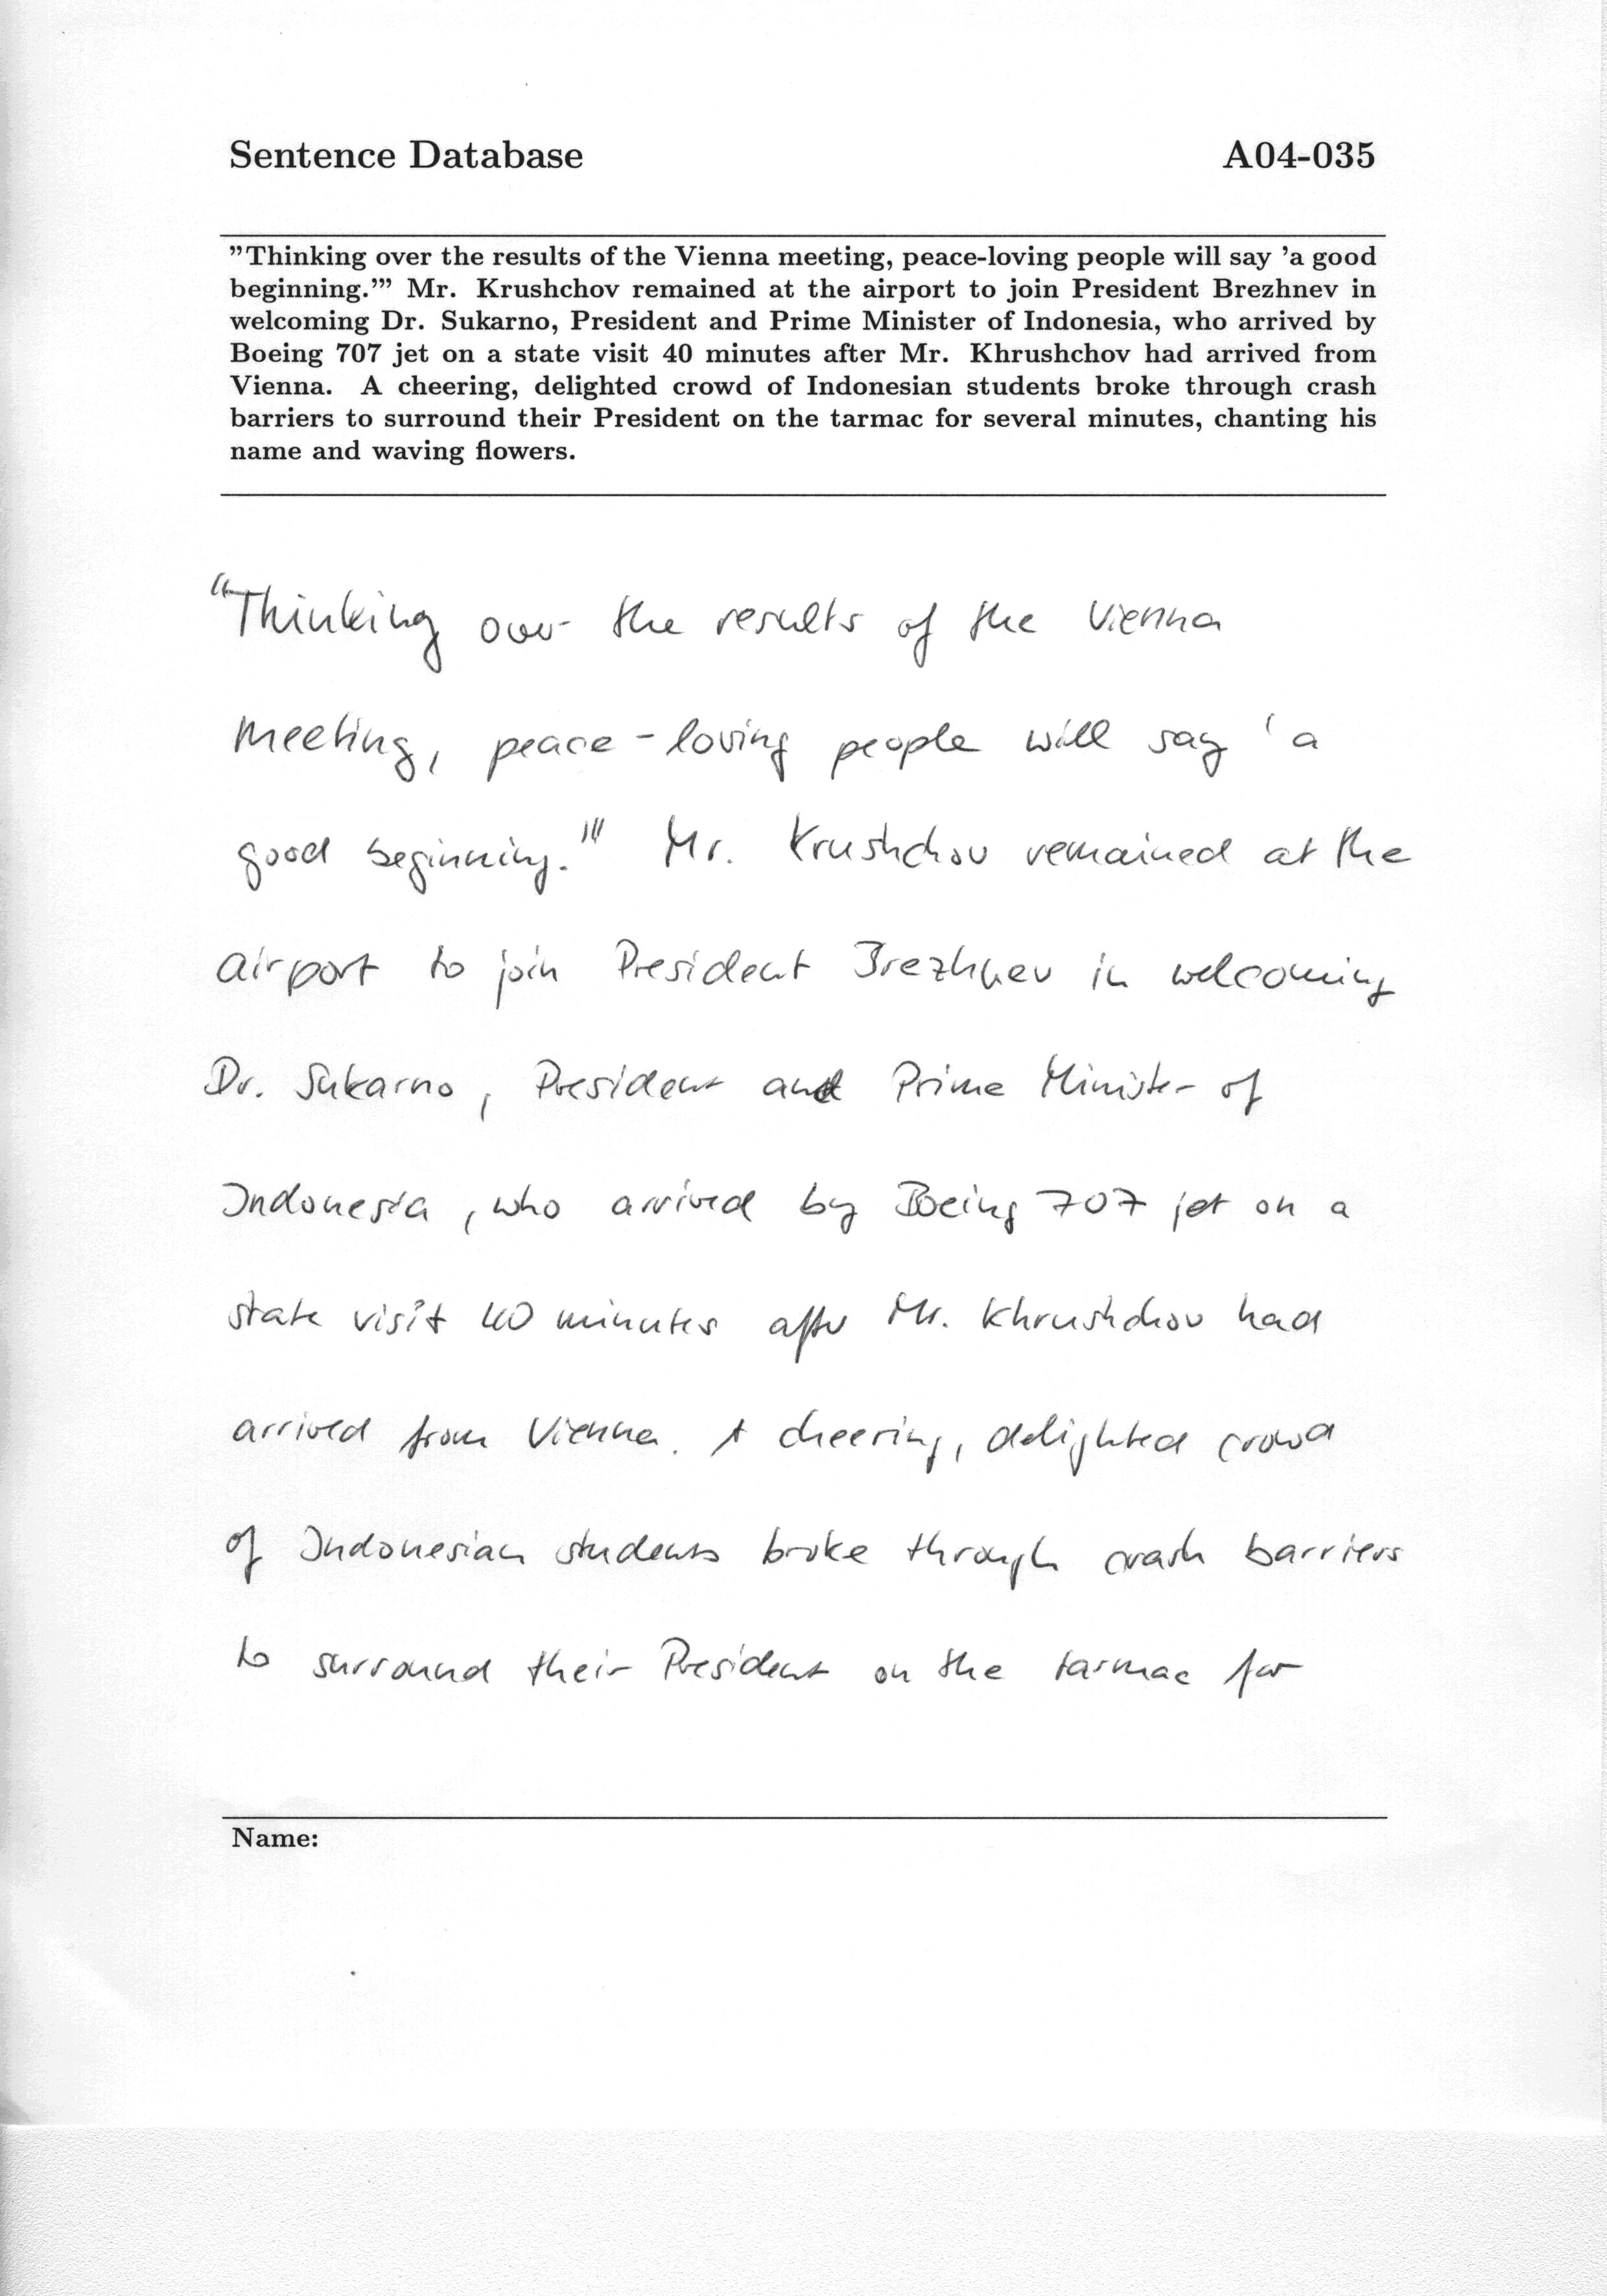 Sentence Database A04-035
"Thinking over the results of the Vienna meeting, peace-loving people will say 'a good
beginning.'" Mr. Krushchov remained at the airport to join President Brezhnev in
welcoming Dr. Sukarno, President and Prime Minister of Indonesia, who arrived by
Boeing 707 jet on a state visit 40 minutes after Mr. Khrushchov had arrived from
Vienna. A cheering, delighted crowd of Indonesian students broke through crash
barriers to surround their President on the tarmac for several minutes, chanting his
name and waving flowers.
"Thinking over the results of the Vienna
meeting, peace-loving people will say 'a
good beginning.'" Mr. Krushchov remained at the
airport to join President Brezhnev in welcoming
Dr. Sukarno, President and Prime Minister of
Indonesia, who arrived by Boeing 707 jet on a
state visit 40 minutes after Mr. Khrushchov had
arrived from Vienna. A cheering, delighted crowd
of Indonesian students broke through crash barriers
to surround their President on the tarmac for
Name: